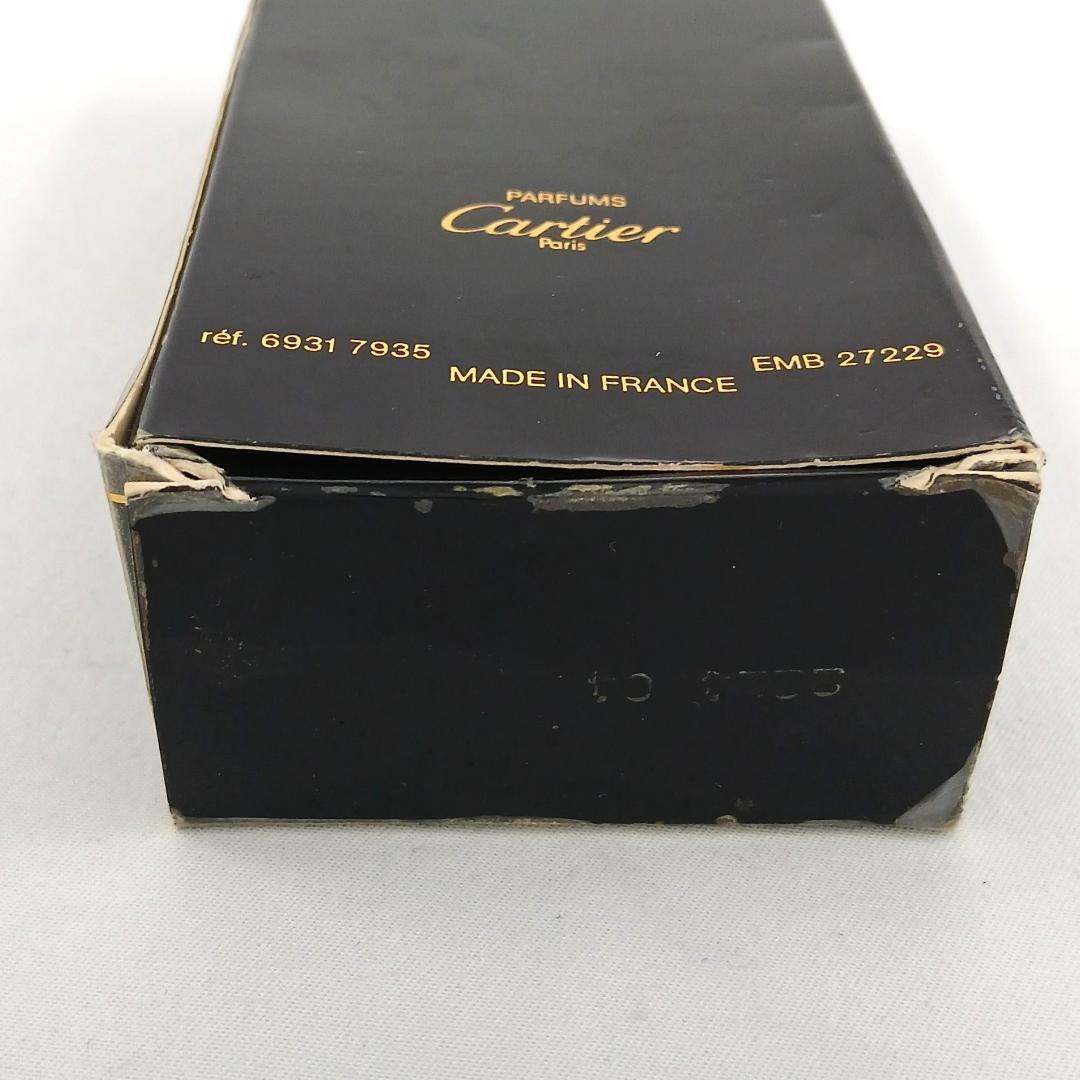 PARFUMS
Cartier
Paris
réf. 6931 7935
MADE IN FRANCE
EMB 27229